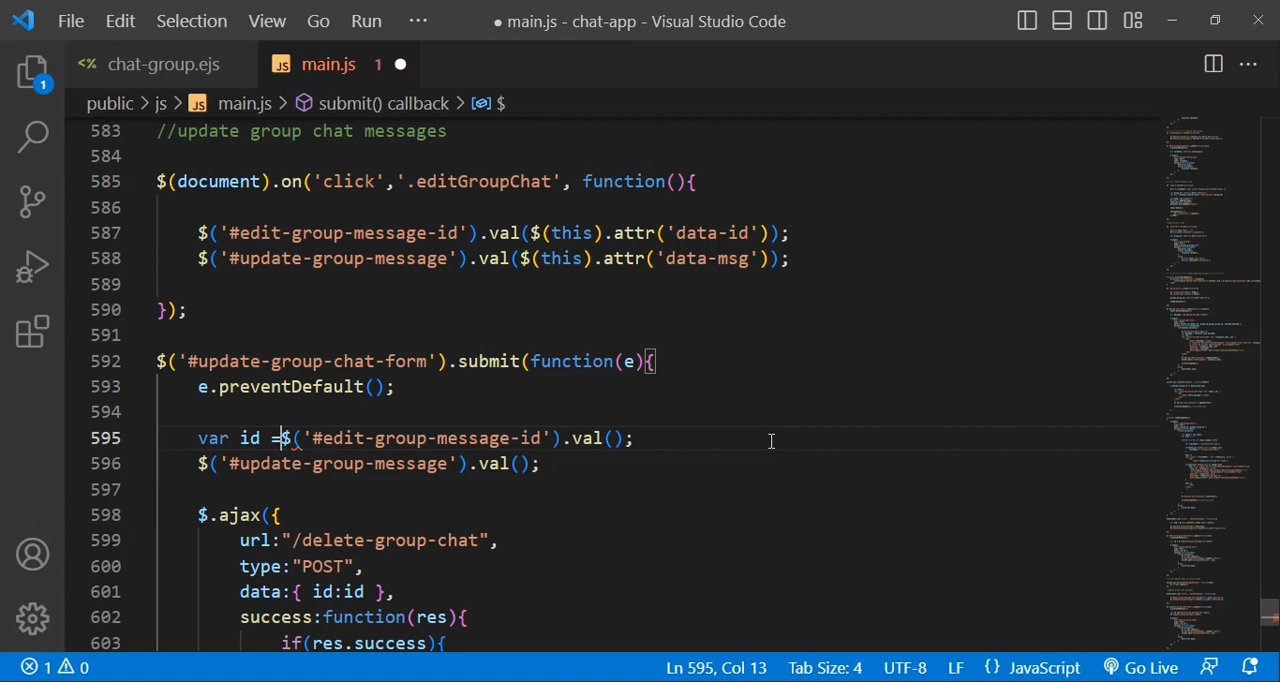 File Edit Selection View Go Run ··· ● main.js - chat-app - Visual Studio Code
<% chat-group.ejs JS main.js 1 ●
public > js > JS main.js > submit() callback > $
1
583 //update group chat messages
584
585 $(document).on('click','.editGroupChat', function(){
586
587 $('#edit-group-message-id').val($(this).attr('data-id'));
588 $('#update-group-message').val($(this).attr('data-msg'));
589
590 });
591
592 $('#update-group-chat-form').submit(function(e){
593 e.preventDefault();
594
595 var id =$('#edit-group-message-id').val();
596 $('#update-group-message').val();
597
598 $.ajax({
599 url:"/delete-group-chat",
600 type:"POST",
601 data:{ id:id },
602 success:function(res){
603 if(res.success){
1 0 Ln 595, Col 13 Tab Size: 4 UTF-8 LF {} JavaScript Go Live